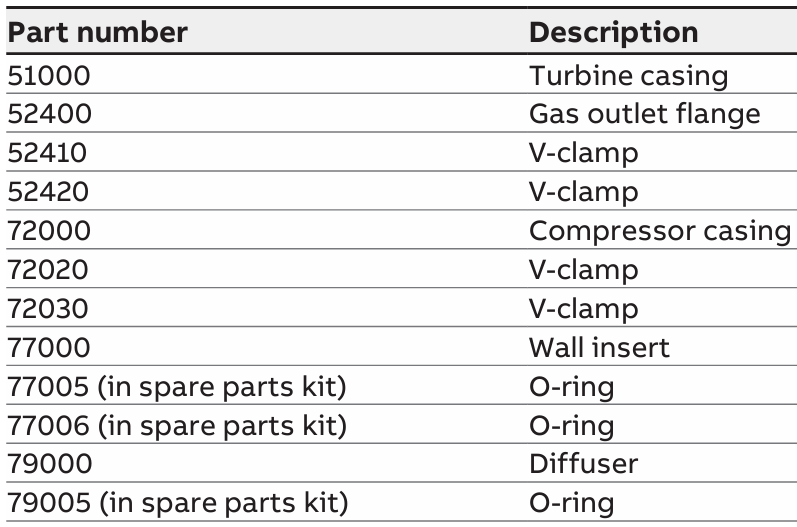 Part number Description
51000 Turbine casing
52400 Gas outlet flange
52410 V-clamp
52420 V-clamp
72000 Compressor casing
72020 V-clamp
72030 V-clamp
77000 Wall insert
77005 (in spare parts kit) O-ring
77006 (in spare parts kit) O-ring
79000 Diffuser
79005 (in spare parts kit) O-ring